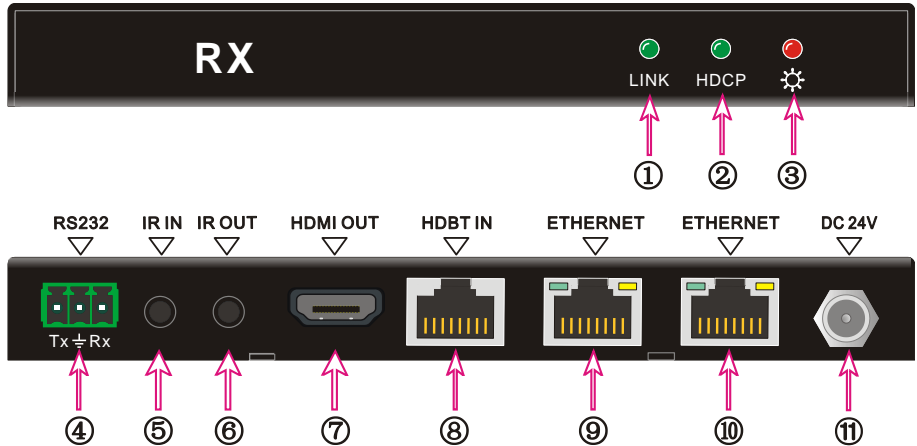 RX
LINK HDCP
① ② ③
RS232 IR IN IR OUT HDMI OUT HDBT IN ETHERNET ETHERNET DC 24V
Tx Rx
④ ⑤ ⑥ ⑦ ⑧ ⑨ ⑩ ⑪